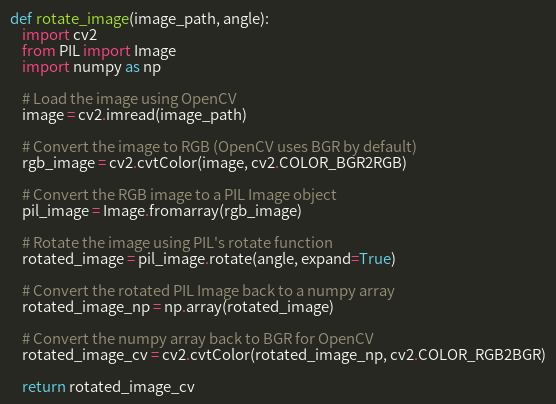 def rotate_image(image_path, angle):
    import cv2
    from PIL import Image
    import numpy as np

    # Load the image using OpenCV
    image = cv2.imread(image_path)

    # Convert the image to RGB (OpenCV uses BGR by default)
    rgb_image = cv2.cvtColor(image, cv2.COLOR_BGR2RGB)

    # Convert the RGB image to a PIL Image object
    pil_image = Image.fromarray(rgb_image)

    # Rotate the image using PIL's rotate function
    rotated_image = pil_image.rotate(angle, expand=True)

    # Convert the rotated PIL Image back to a numpy array
    rotated_image_np = np.array(rotated_image)

    # Convert the numpy array back to BGR for OpenCV
    rotated_image_cv = cv2.cvtColor(rotated_image_np, cv2.COLOR_RGB2BGR)

    return rotated_image_cv